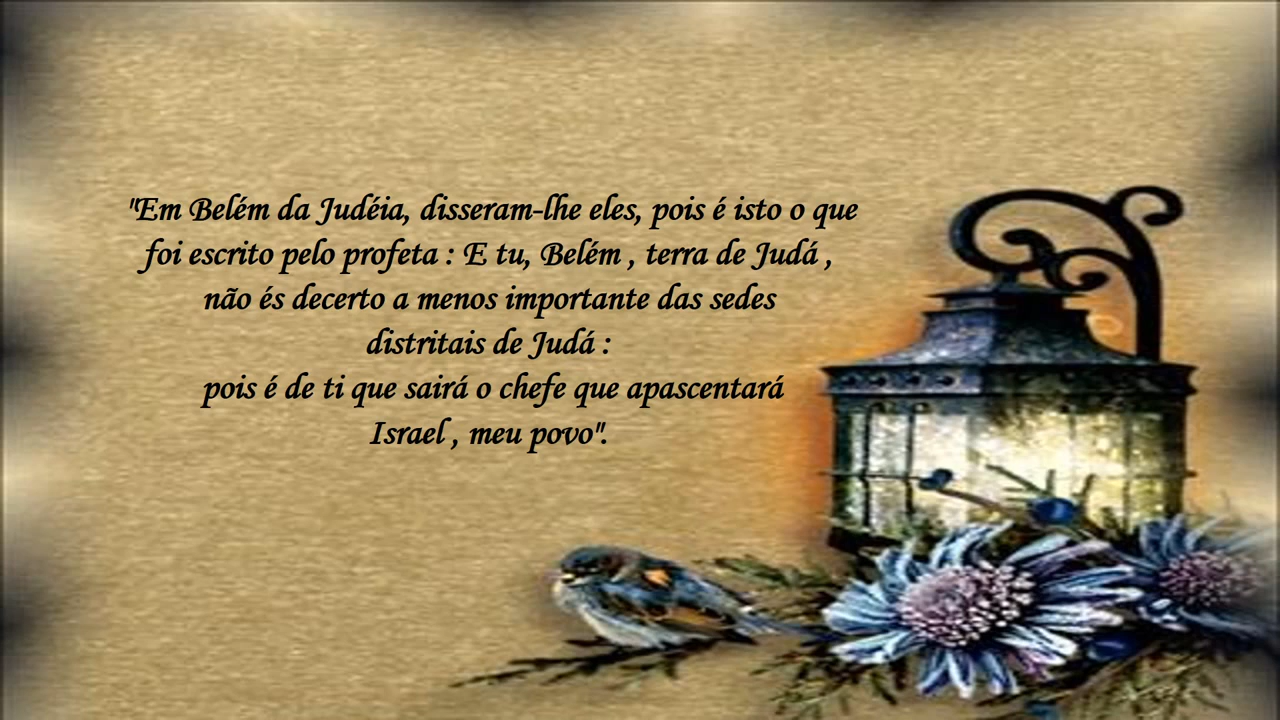 "Em Belém da Judéia, disseram-lhe eles, pois é isto o que
foi escrito pelo profeta : E tu, Belém , terra de Judá ,
não és decerto a menos importante das sedes
distritais de Judá :
pois é de ti que sairá o chefe que apascentará
Israel , meu povo".